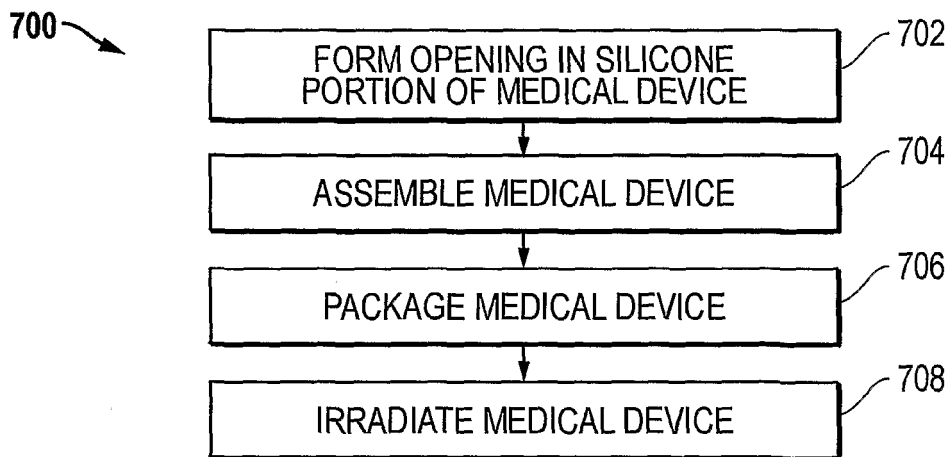 700
FORM OPENING IN SILICONE
PORTION OF MEDICAL DEVICE
702
ASSEMBLE MEDICAL DEVICE
704
PACKAGE MEDICAL DEVICE
706
IRRADIATE MEDICAL DEVICE
708